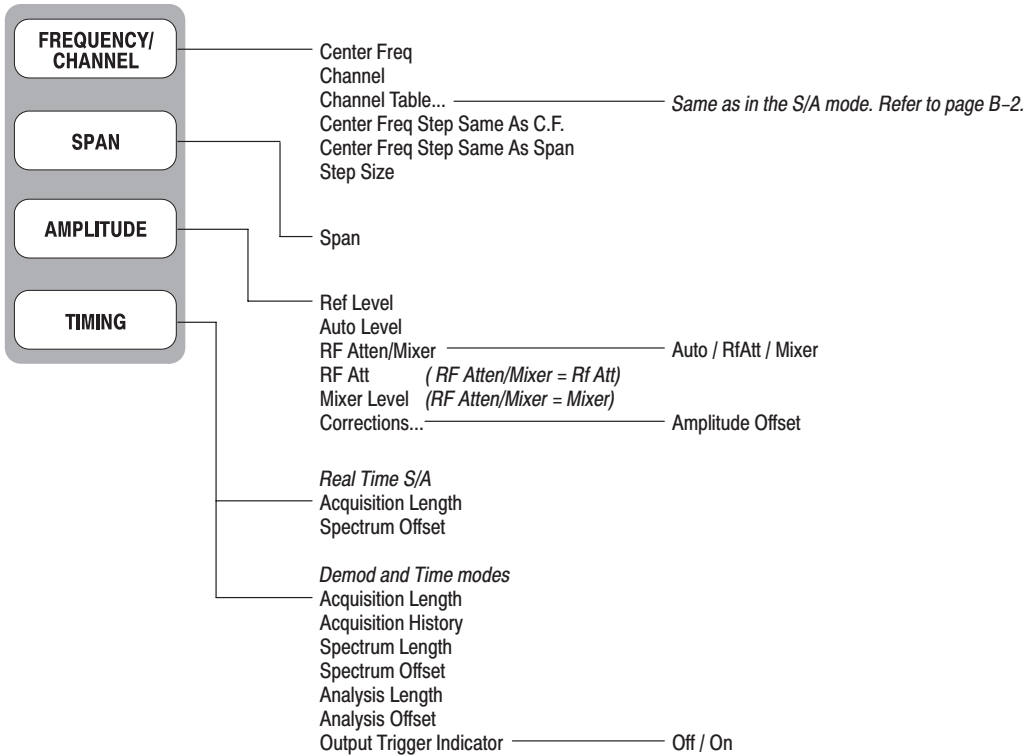 FREQUENCY/
CHANNEL
SPAN
AMPLITUDE
TIMING
Center Freq
Channel
Channel Table... Same as in the S/A mode. Refer to page B–2.
Center Freq Step Same As C.F.
Center Freq Step Same As Span
Step Size
Span
Ref Level
Auto Level
RF Atten/Mixer Auto / RfAtt / Mixer
RF Att ( RF Atten/Mixer = Rf Att)
Mixer Level (RF Atten/Mixer = Mixer)
Corrections... Amplitude Offset
Real Time S/A
Acquisition Length
Spectrum Offset
Demod and Time modes
Acquisition Length
Acquisition History
Spectrum Length
Spectrum Offset
Analysis Length
Analysis Offset
Output Trigger Indicator Off / On